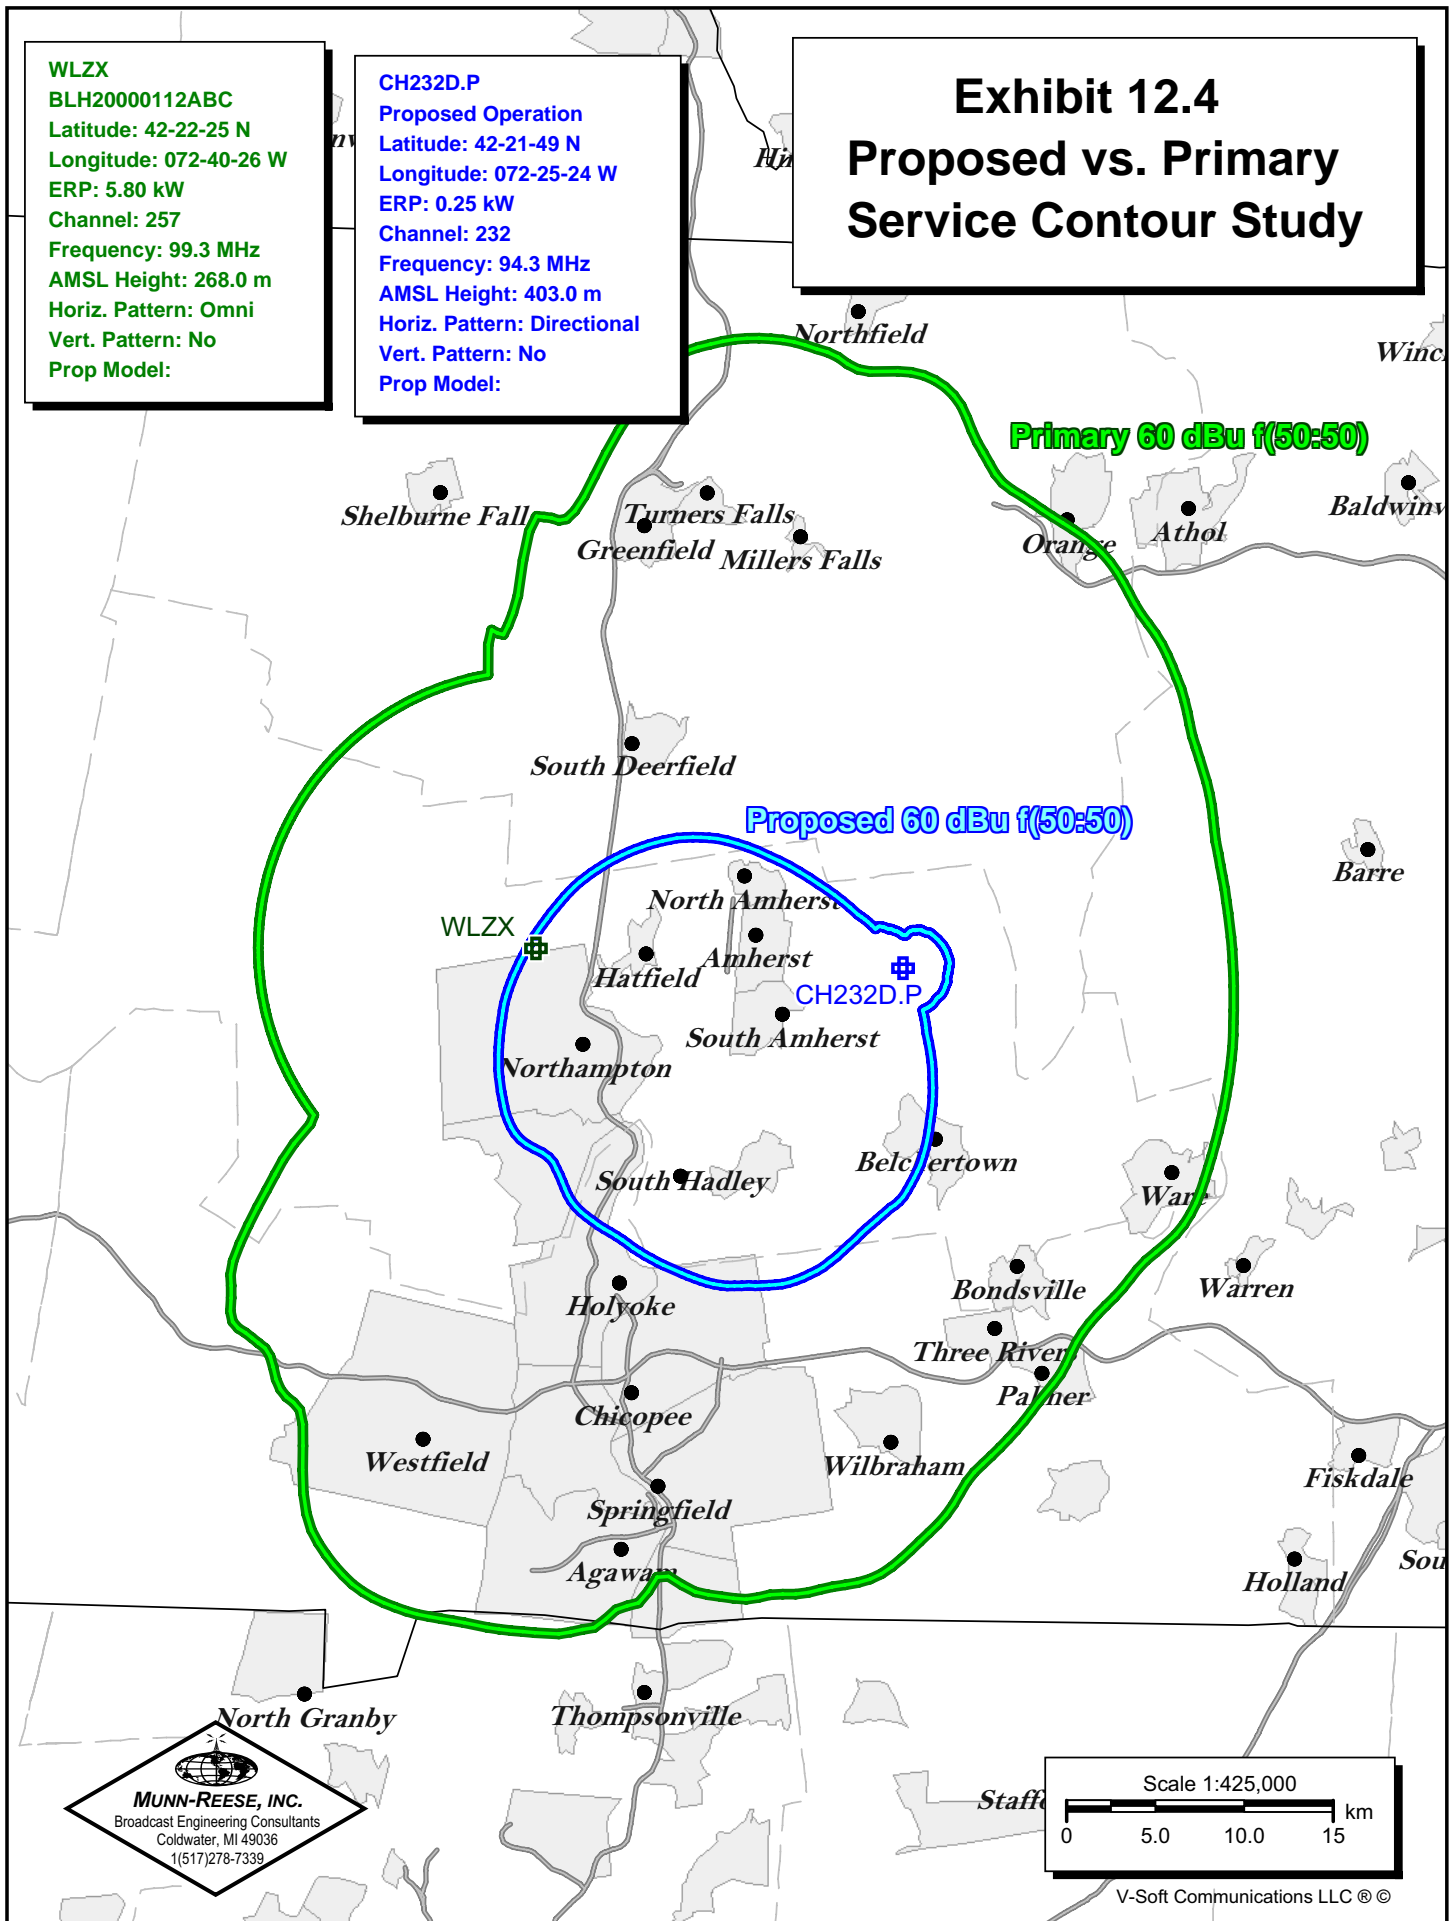 WLZX
BLH20000112ABC
Latitude: 42-22-25 N
Longitude: 072-40-26 W
ERP: 5.80 kW
Channel: 257
Frequency: 99.3 MHz
AMSL Height: 268.0 m
Horiz. Pattern: Omni
Vert. Pattern: No
Prop Model:
CH232D.P
Proposed Operation
Latitude: 42-21-49 N
Longitude: 072-25-24 W
ERP: 0.25 kW
Channel: 232
Frequency: 94.3 MHz
AMSL Height: 403.0 m
Horiz. Pattern: Directional
Vert. Pattern: No
Prop Model:
Exhibit 12.4
Proposed vs. Primary
Service Contour Study
Northfield
Primary 60 dBu f(50:50)
Shelburne Fall
Turners Falls
Greenfield
Millers Falls
Orange
Athol
Baldwinv
South Deerfield
Proposed 60 dBu f(50:50)
Barre
North Amherst
WLZX
Hatfield
Amherst
CH232D.P
South Amherst
Northampton
Belchertown
South Hadley
Ware
Bondsville
Warren
Holyoke
Three Rivers
Palmer
Chicopee
Westfield
Wilbraham
Fiskdale
Springfield
Agawam
Holland
Sou
North Granby
Thompsonville
MUNN-REESE, INC.
Broadcast Engineering Consultants
Coldwater, MI 49036
1(517)278-7339
Staffo
Scale 1:425,000
km
0 5.0 10.0 15
V-Soft Communications LLC ® ©